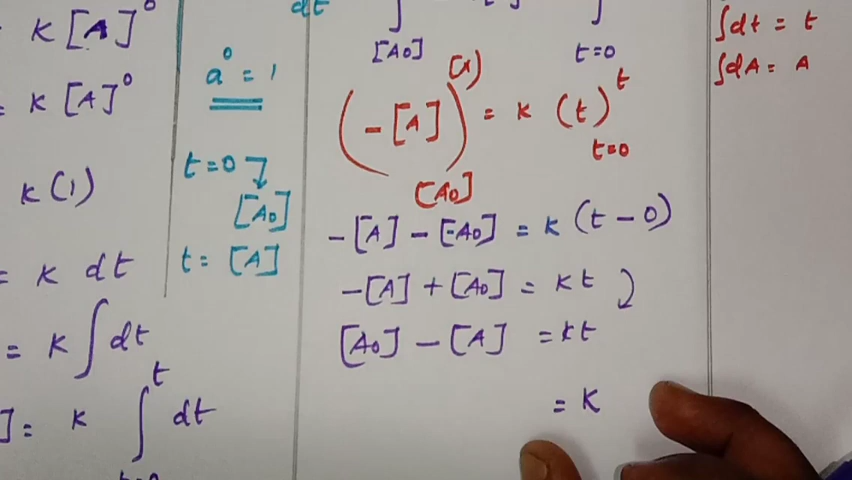 K[A]⁰
= K[A]⁰
K(1)
= K dt
= K ∫dt
]= K ∫ᵗ dt
t=0
dt
a⁰ = 1
t=0
[A₀]
t = [A]
∫ ∫
[A₀] t=0
(-[A])^(x) = K (t)^t
[A₀] t=0
-[A] - [-A₀] = K (t - 0)
-[A] + [A₀] = Kt
[A₀] - [A] = Kt
= K
∫dt = t
∫dA = A